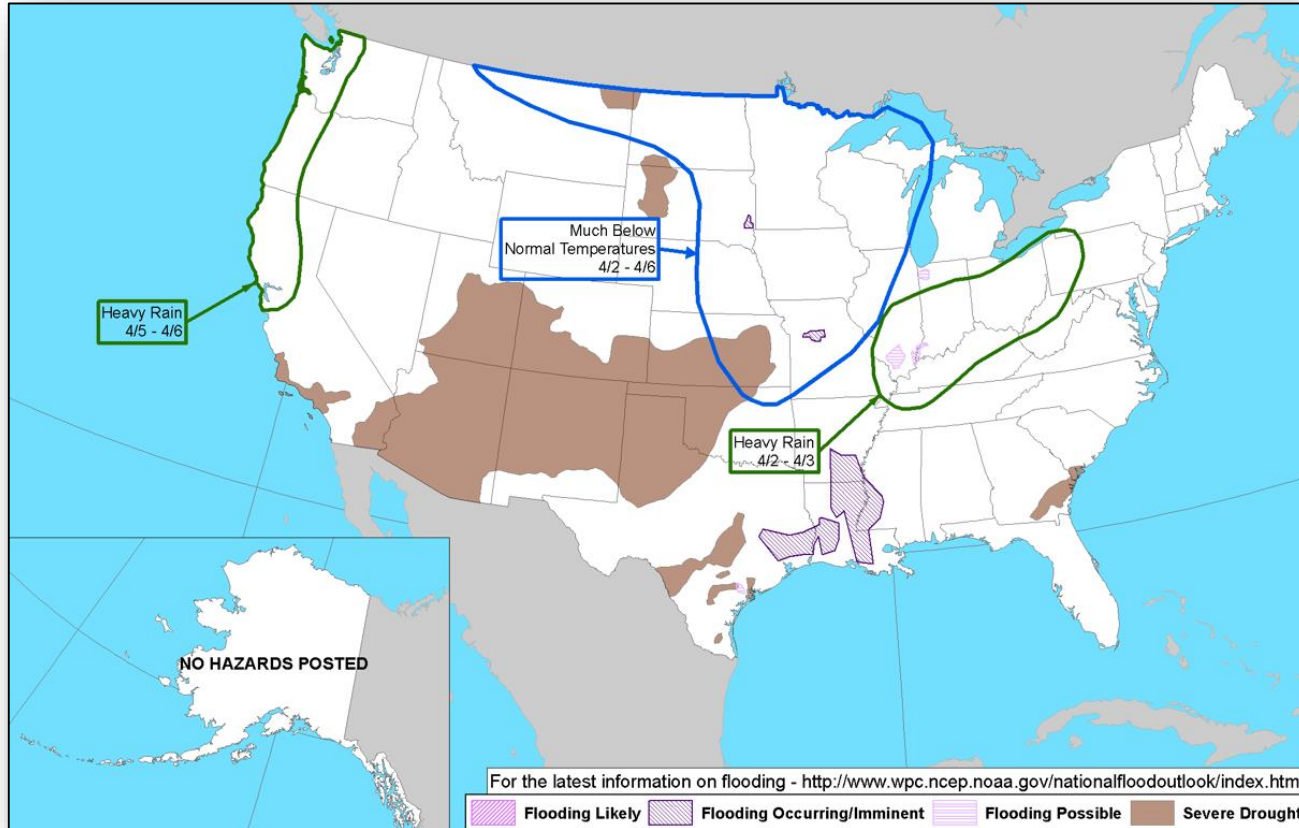 Much Below
Normal Temperatures
4/2 - 4/6
Heavy Rain
4/5 - 4/6
Heavy Rain
4/2 - 4/3
NO HAZARDS POSTED
For the latest information on flooding - http://www.wpc.ncep.noaa.gov/nationalfloodoutlook/index.htm
Flooding Likely Flooding Occurring/Imminent Flooding Possible Severe Drought